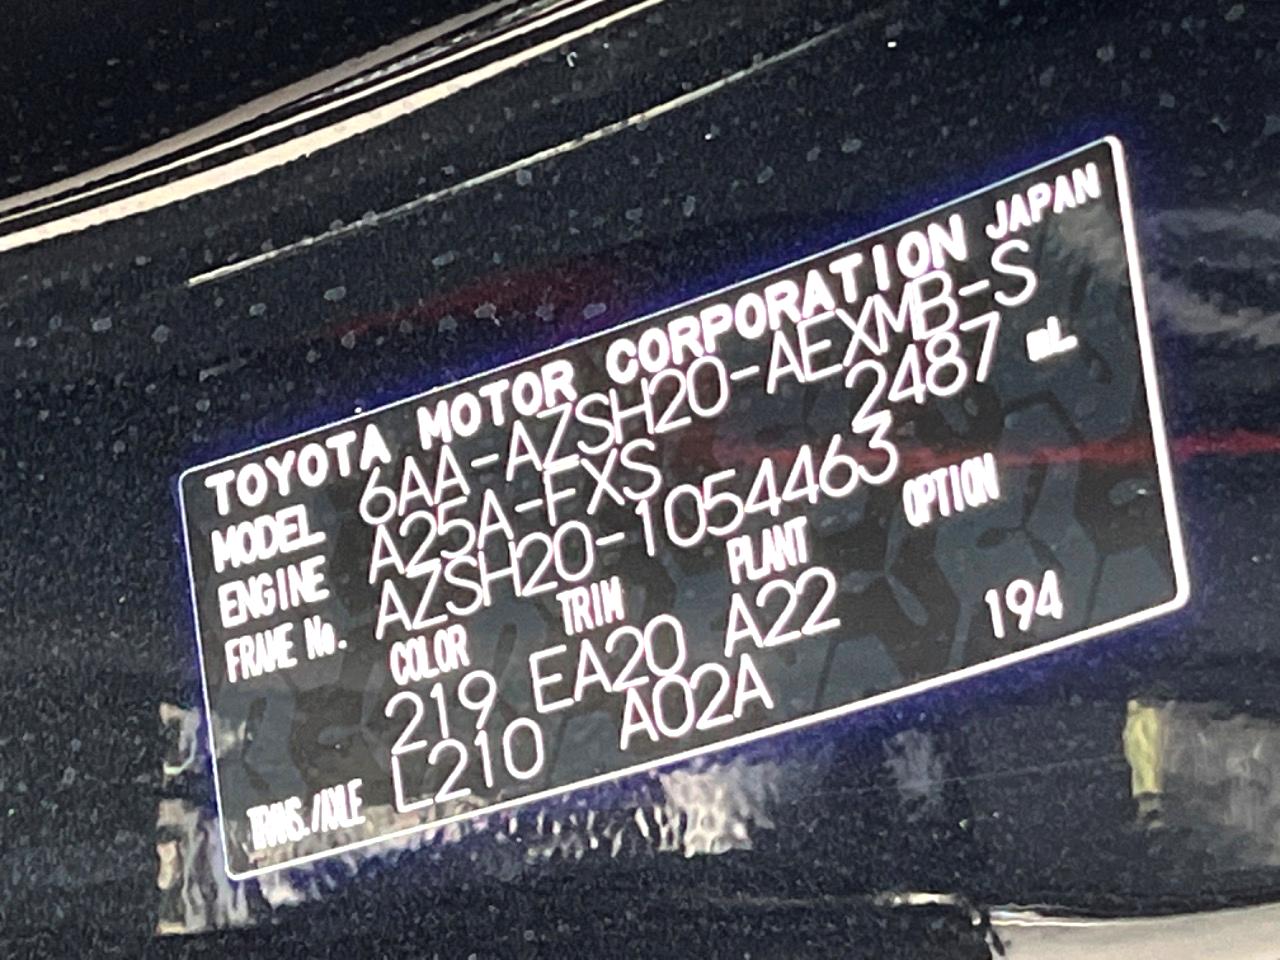 TOYOTA MOTOR CORPORATION JAPAN
MODEL 6AA-AZSH20-AEXMB-S
ENGINE A25A-FXS 2487 mL
FRAME No. AZSH20-1054463
COLOR TRIM PLANT OPTION
219 EA20 A22 194
TRANS./AXLE L210 A02A